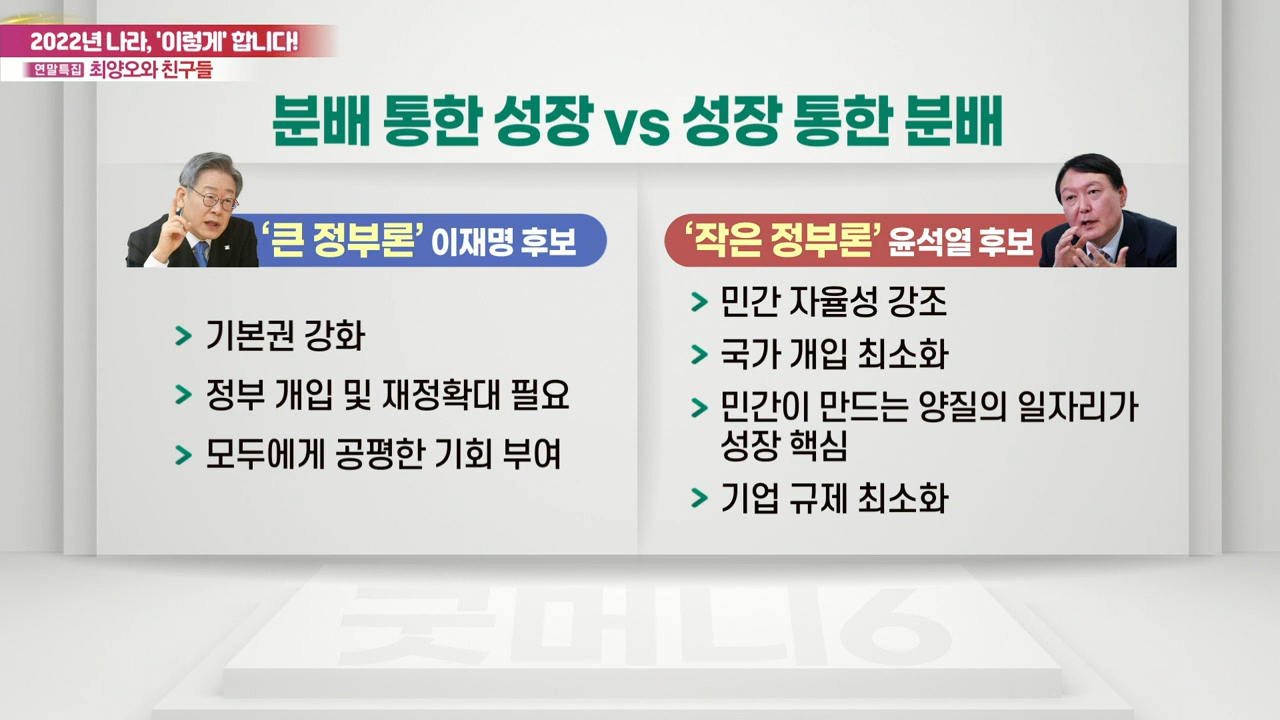 2022년 나라, '이렇게' 합니다!
연말특집 최양오와 친구들
분배 통한 성장 vs 성장 통한 분배
‘큰 정부론’ 이재명 후보
기본권 강화
정부 개입 및 재정확대 필요
모두에게 공평한 기회 부여
‘작은 정부론’ 윤석열 후보
민간 자율성 강조
국가 개입 최소화
민간이 만드는 양질의 일자리가
성장 핵심
기업 규제 최소화
굿머니6